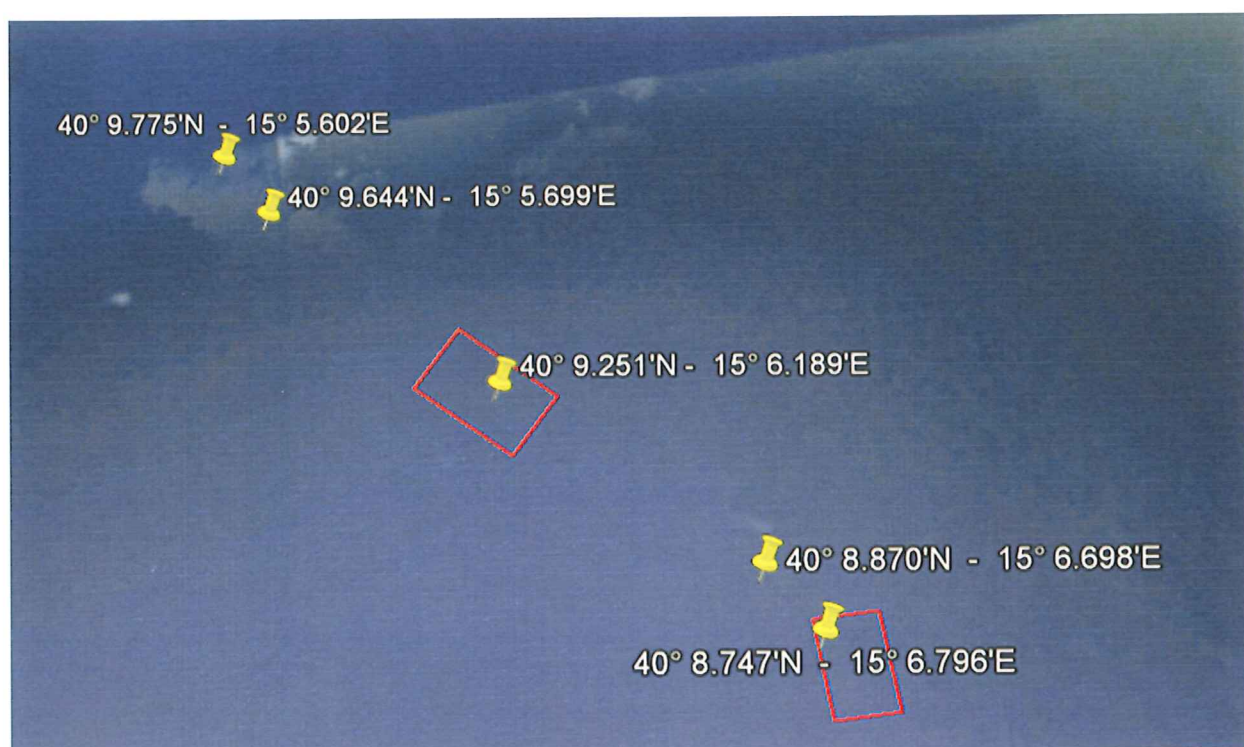 40° 9.775'N - 15° 5.602'E
40° 9.644'N - 15° 5.699'E
40° 9.251'N - 15° 6.189'E
40° 8.870'N - 15° 6.698'E
40° 8.747'N - 15° 6.796'E